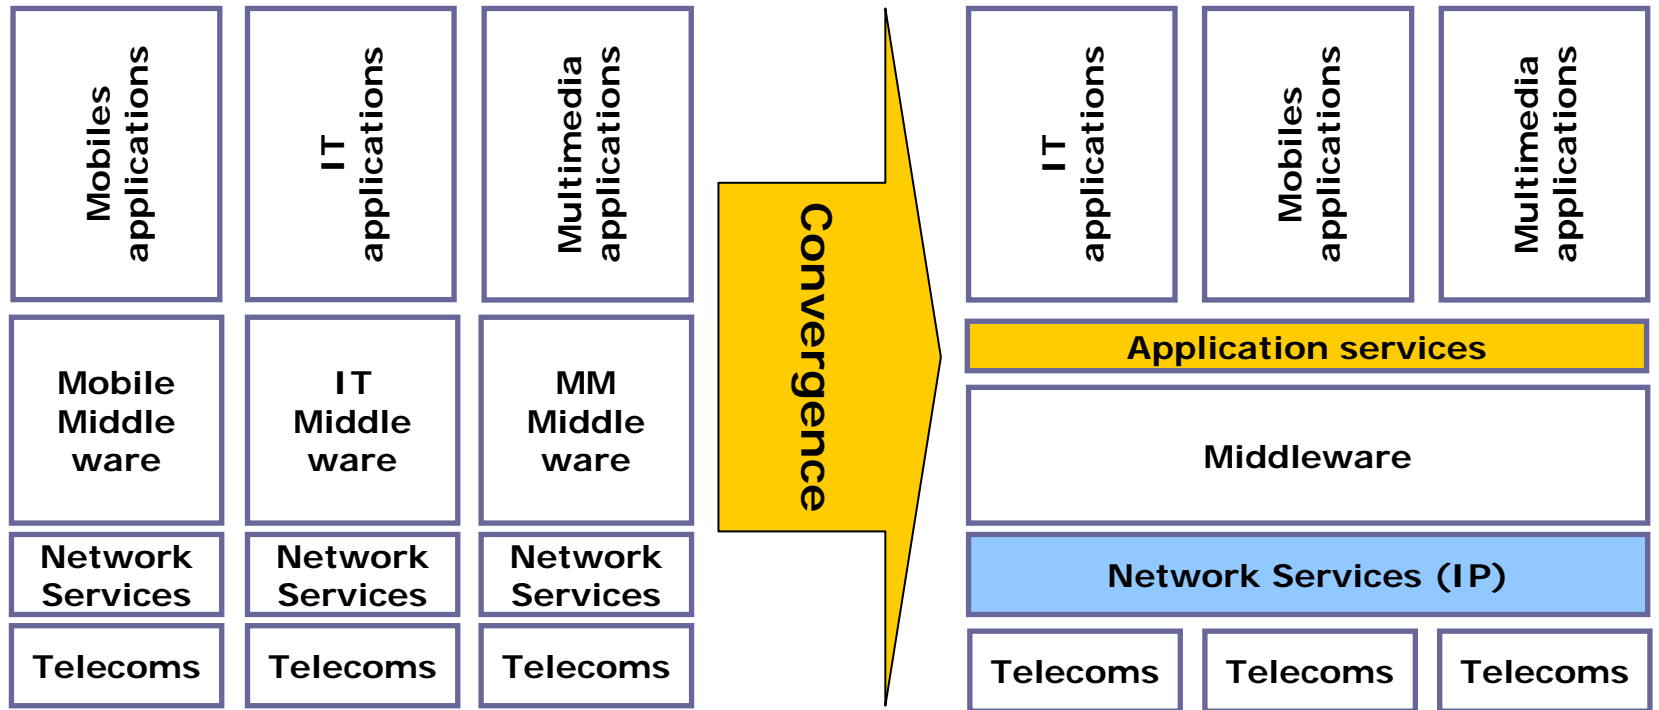 Mobiles
applications
IT
applications
Multimedia
applications
Mobile
Middle
ware
IT
Middle
ware
MM
Middle
ware
Network
Services
Network
Services
Network
Services
Telecoms
Telecoms
Telecoms
Convergence
IT
applications
Mobiles
applications
Multimedia
applications
Application services
Middleware
Network Services (IP)
Telecoms
Telecoms
Telecoms